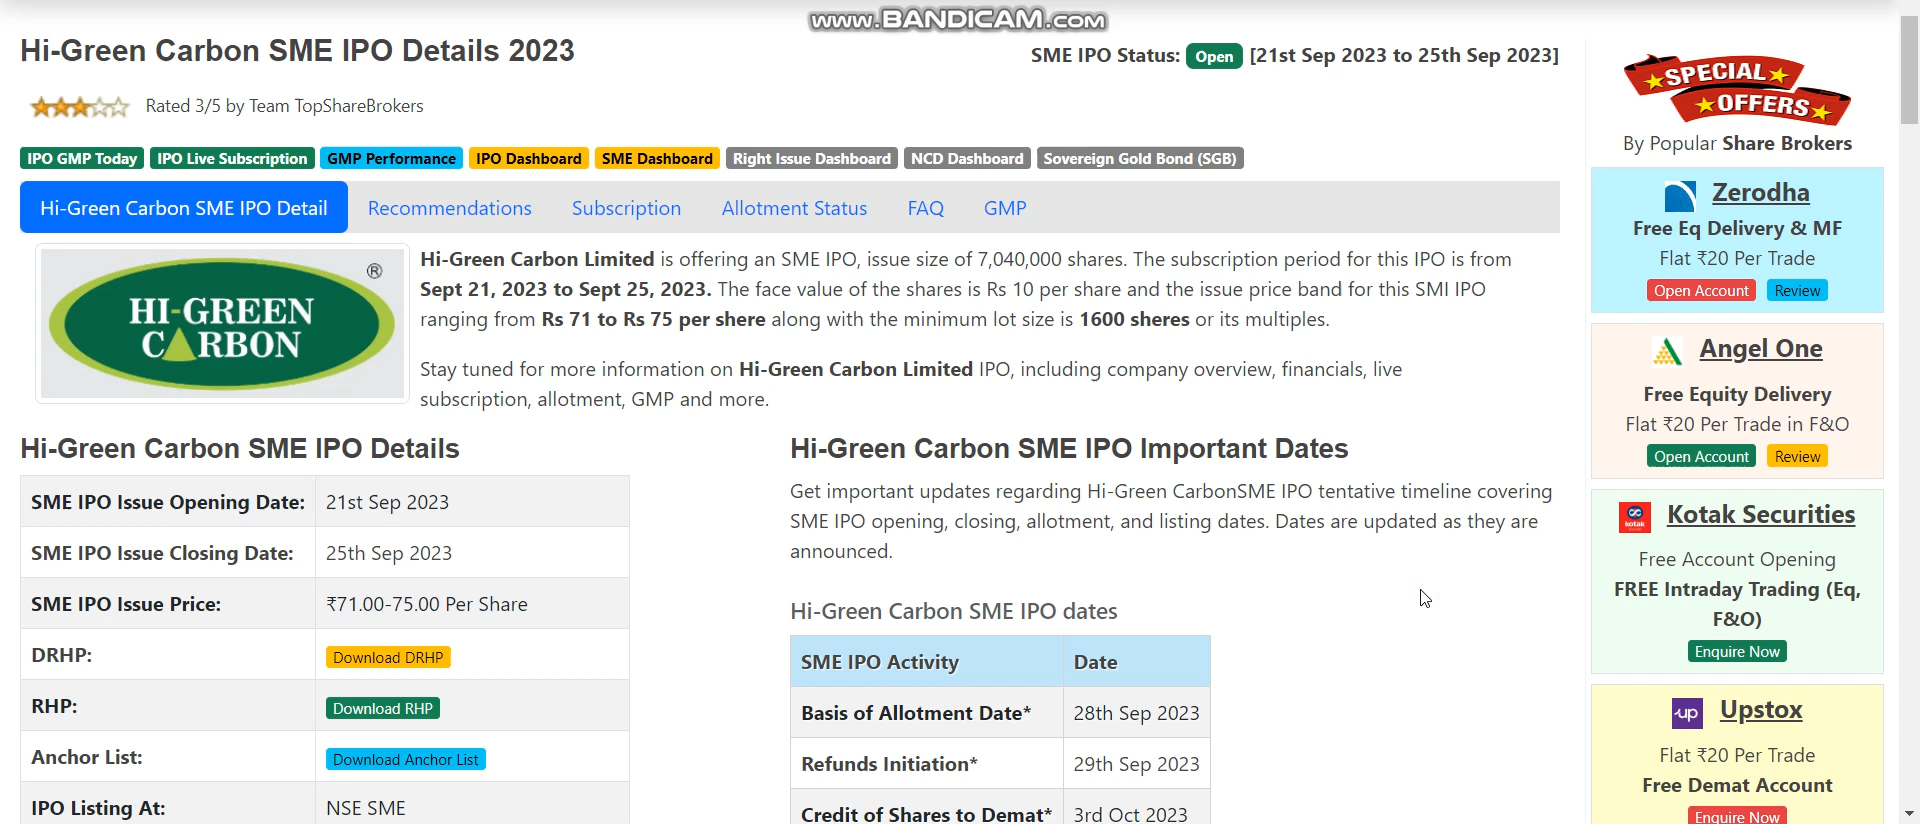 www.BANDICAM.com
Hi-Green Carbon SME IPO Details 2023
SME IPO Status: Open [21st Sep 2023 to 25th Sep 2023]
Rated 3/5 by Team TopShareBrokers
IPO GMP Today IPO Live Subscription GMP Performance IPO Dashboard SME Dashboard Right Issue Dashboard NCD Dashboard Sovereign Gold Bond (SGB)
Hi-Green Carbon SME IPO Detail Recommendations Subscription Allotment Status FAQ GMP
HI-GREEN
CARBON
®
Hi-Green Carbon Limited is offering an SME IPO, issue size of 7,040,000 shares. The subscription period for this IPO is from
Sept 21, 2023 to Sept 25, 2023. The face value of the shares is Rs 10 per share and the issue price band for this SMI IPO
ranging from Rs 71 to Rs 75 per shere along with the minimum lot size is 1600 sheres or its multiples.
Stay tuned for more information on Hi-Green Carbon Limited IPO, including company overview, financials, live
subscription, allotment, GMP and more.
Hi-Green Carbon SME IPO Details
SME IPO Issue Opening Date: 21st Sep 2023
SME IPO Issue Closing Date: 25th Sep 2023
SME IPO Issue Price: ₹71.00-75.00 Per Share
DRHP: Download DRHP
RHP: Download RHP
Anchor List: Download Anchor List
IPO Listing At: NSE SME
Hi-Green Carbon SME IPO Important Dates
Get important updates regarding Hi-Green CarbonSME IPO tentative timeline covering
SME IPO opening, closing, allotment, and listing dates. Dates are updated as they are
announced.
Hi-Green Carbon SME IPO dates
SME IPO Activity Date
Basis of Allotment Date* 28th Sep 2023
Refunds Initiation* 29th Sep 2023
Credit of Shares to Demat* 3rd Oct 2023
SPECIAL
OFFERS
By Popular Share Brokers
Zerodha
Free Eq Delivery & MF
Flat ₹20 Per Trade
Open Account Review
Angel One
Free Equity Delivery
Flat ₹20 Per Trade in F&O
Open Account Review
kotak
Kotak Securities
Free Account Opening
FREE Intraday Trading (Eq,
F&O)
Enquire Now
up
Upstox
Flat ₹20 Per Trade
Free Demat Account
Enquire Now